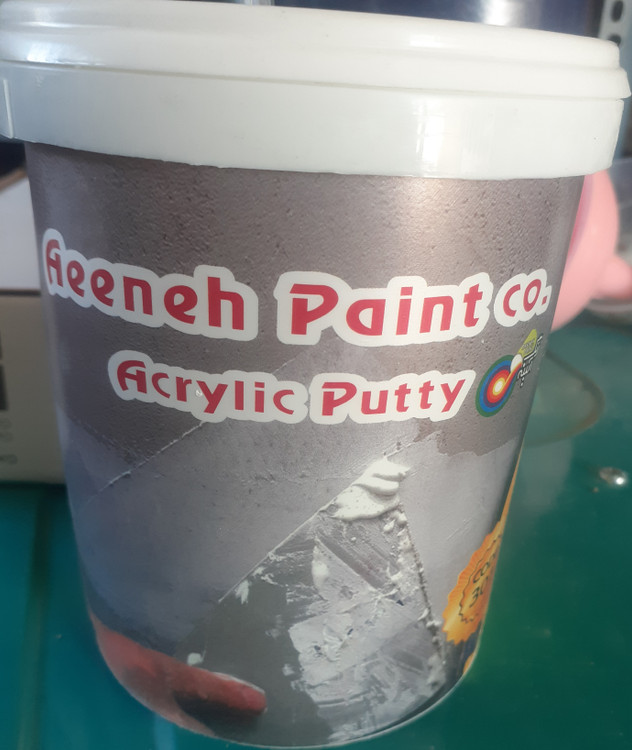 Aeeneh Paint co.
Acrylic Putty